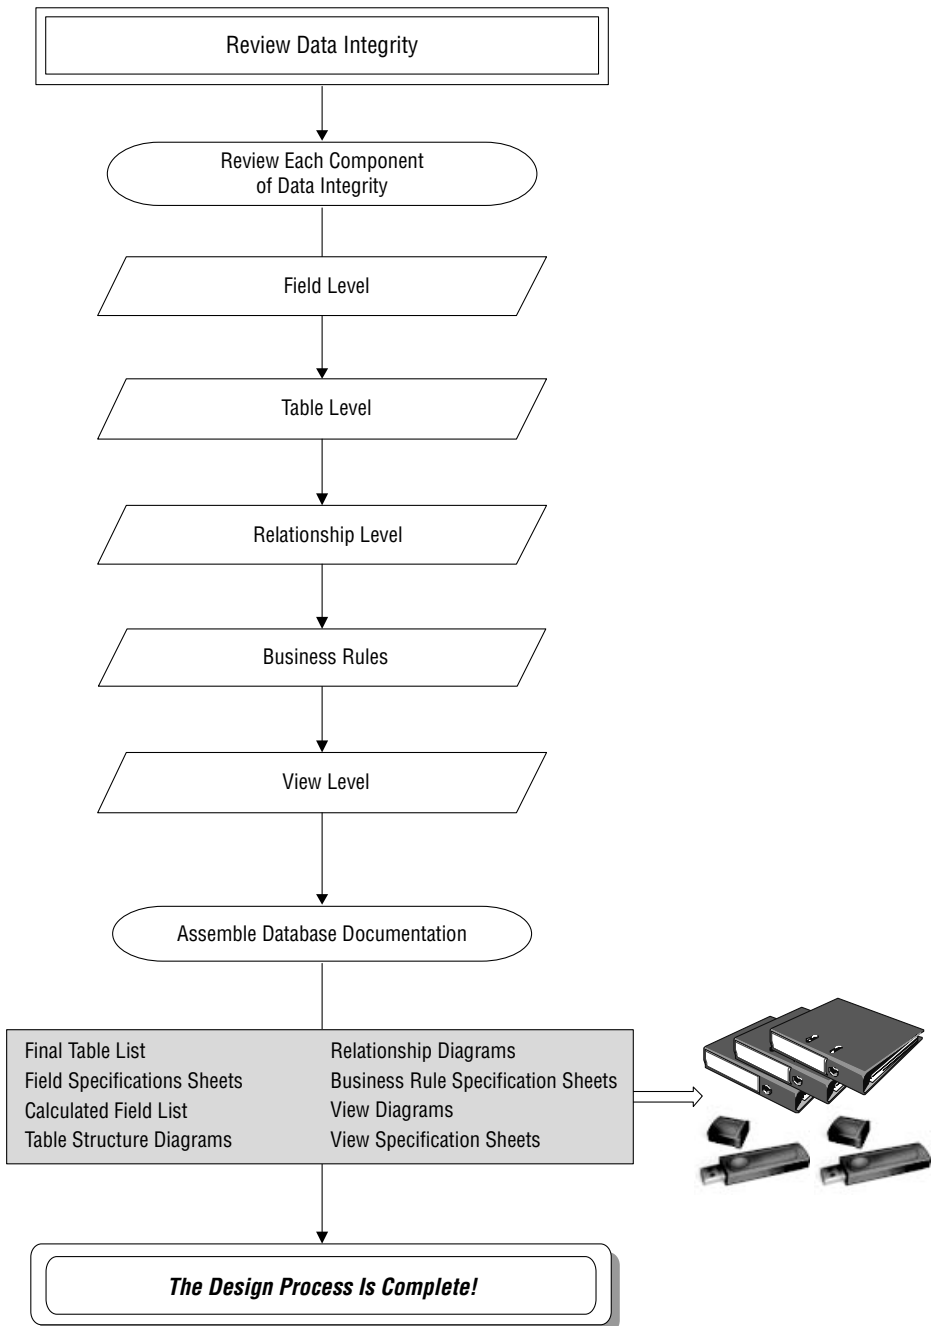 Review Data Integrity
Review Each Component
of Data Integrity
Field Level
Table Level
Relationship Level
Business Rules
View Level
Assemble Database Documentation
Final Table List
Field Specifications Sheets
Calculated Field List
Table Structure Diagrams
Relationship Diagrams
Business Rule Specification Sheets
View Diagrams
View Specification Sheets
The Design Process Is Complete!